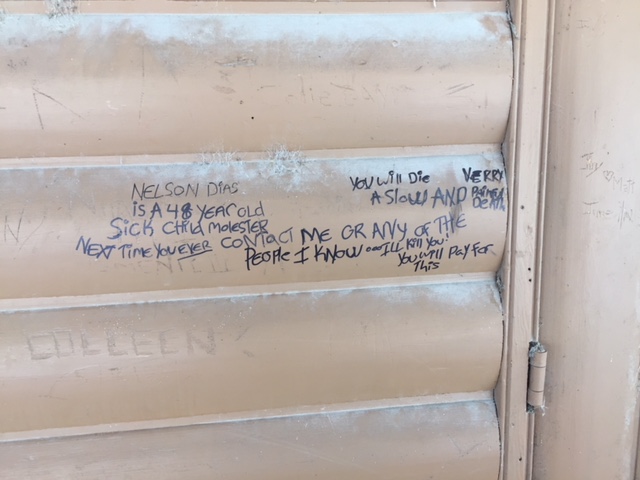 NELSON DIAS
is A 48 YEAR OLD
Sick Child Molester
NEXT TIME YOU EVER CONTACT ME OR ANY OF THE
PEOPLE I KNOW I'LL Kill YOU!
YOU Will PAY FOR
THIS
YOU Will Die VERRY
A Slow AND
DEATH
COLLEEN